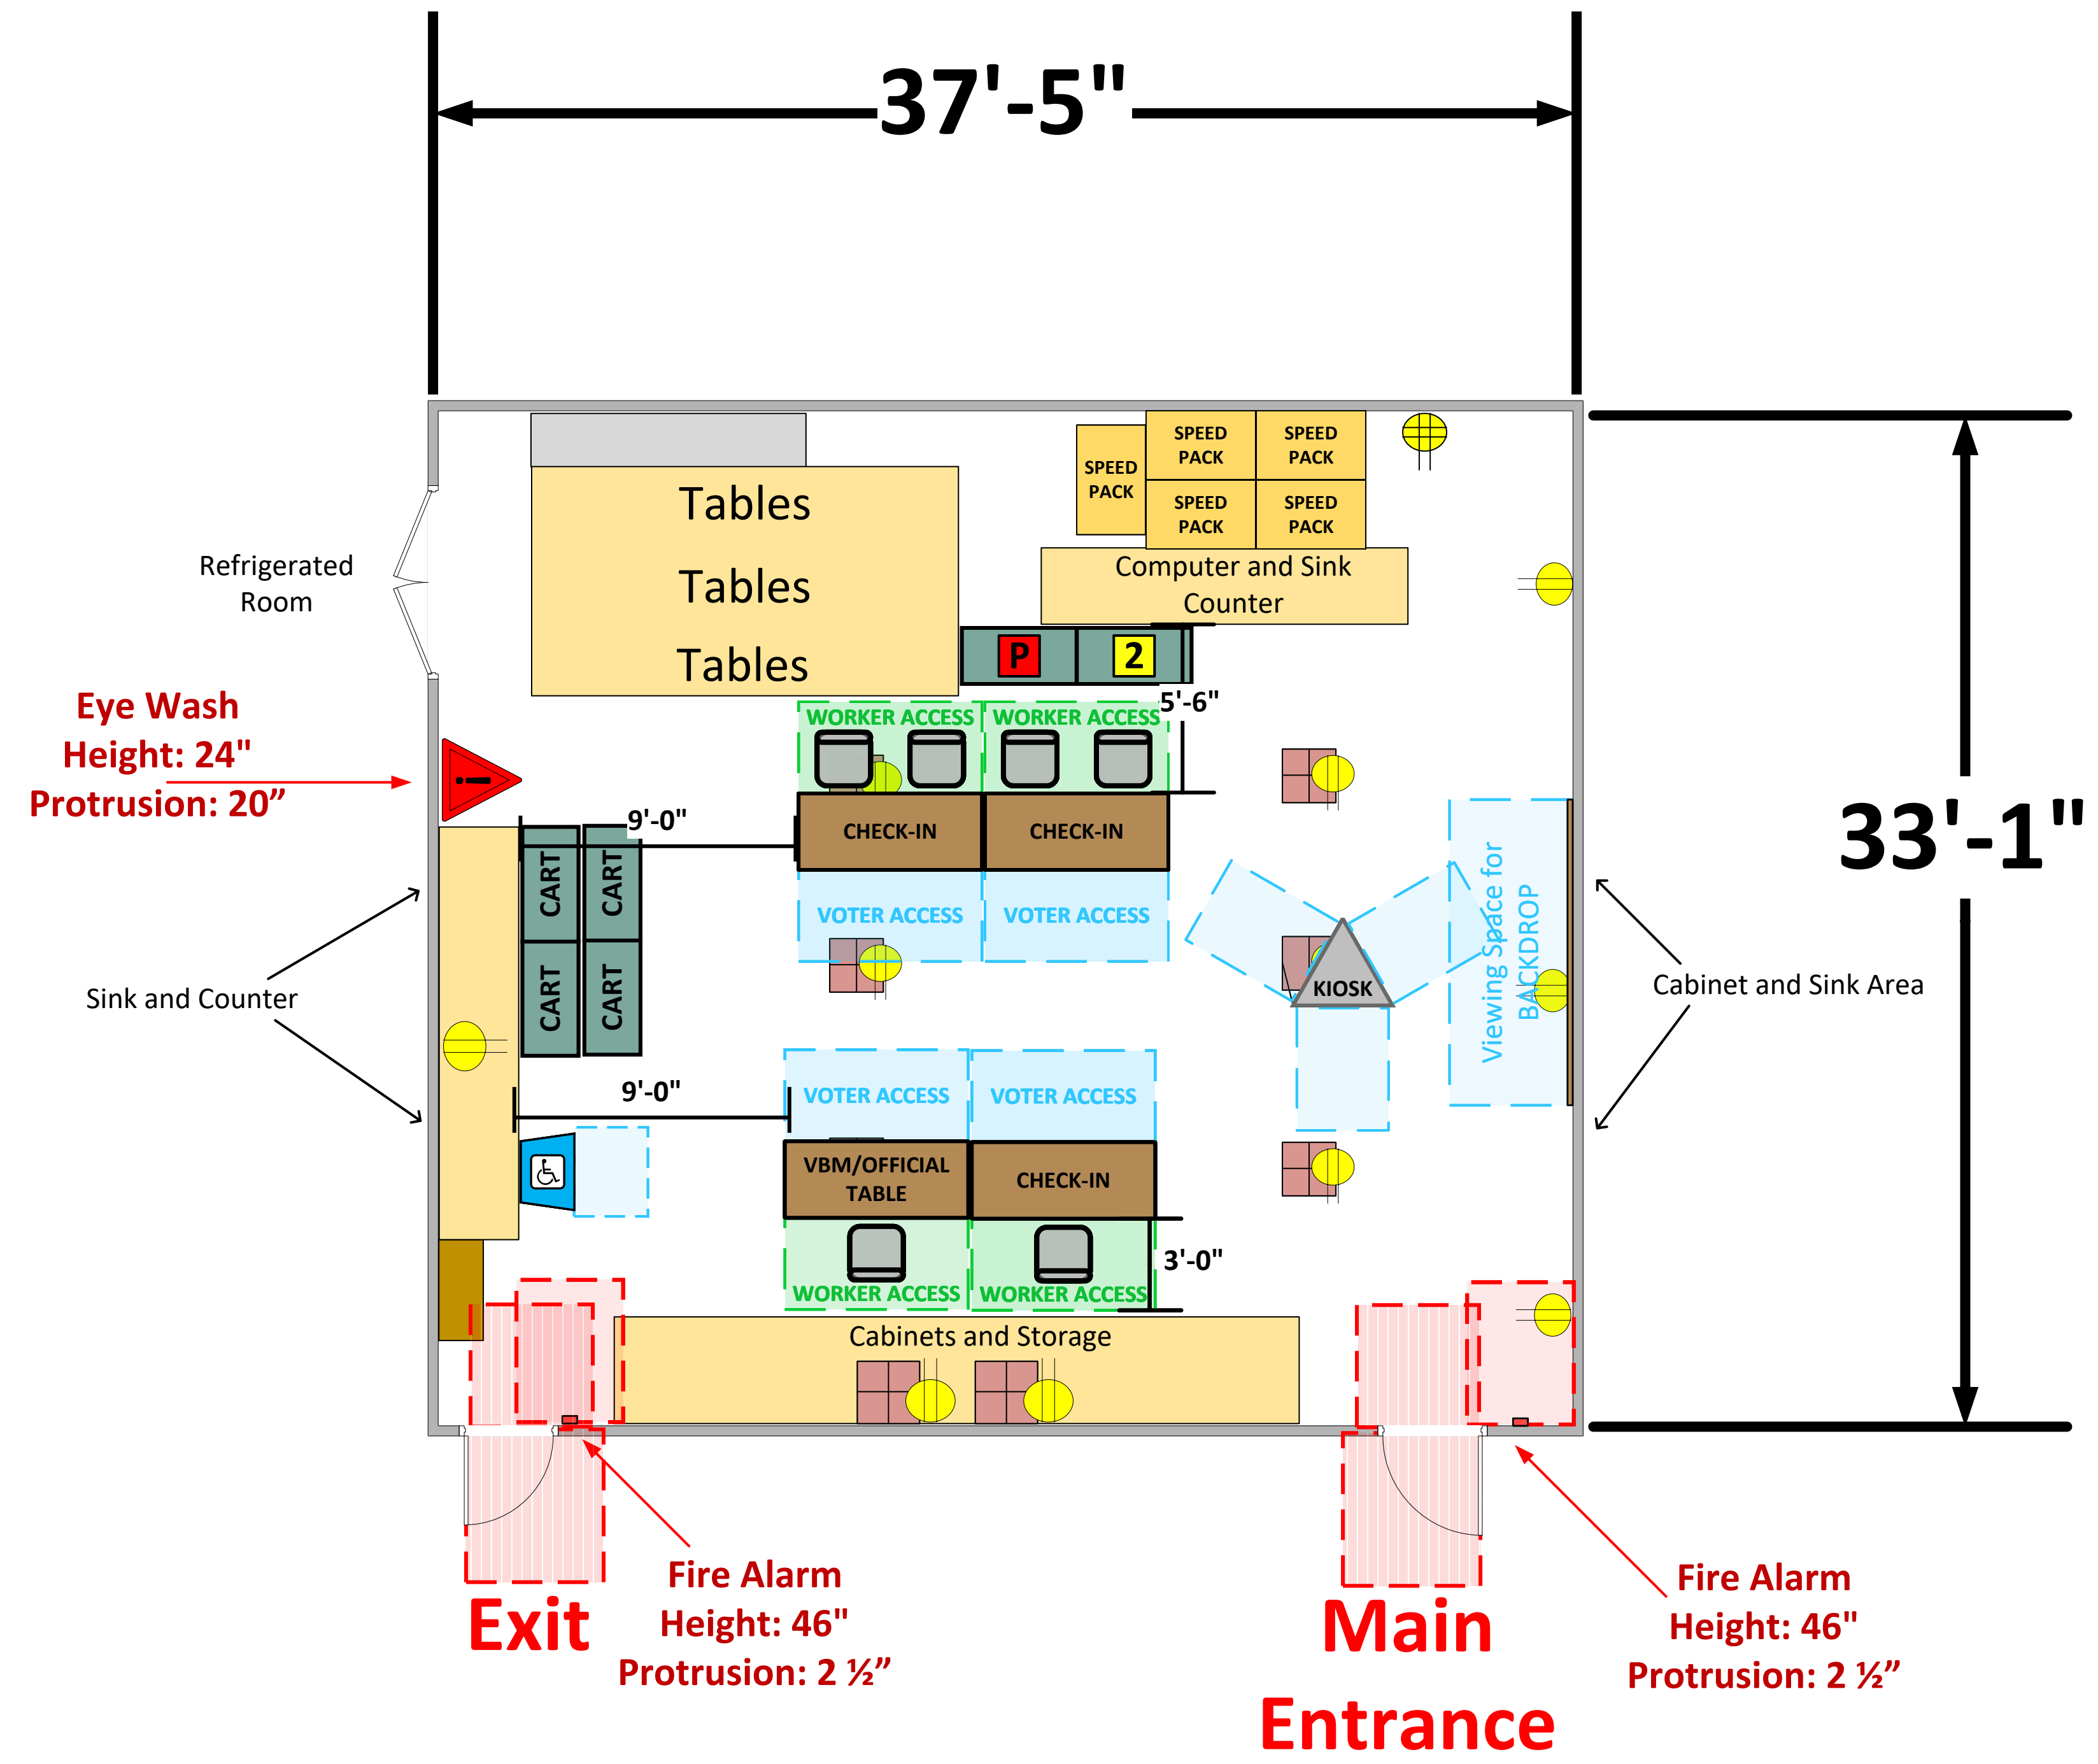 37'-5"
SPEED
PACK
SPEED
PACK
SPEED
PACK
SPEED
PACK
SPEED
PACK
Tables
Tables
Tables
Computer and Sink
Counter
Refrigerated
Room
P
2
5'-6"
Eye Wash
Height: 24"
Protrusion: 20”
!
WORKER ACCESS
WORKER ACCESS
9'-0"
CHECK-IN
CHECK-IN
33'-1"
CART
CART
CART
CART
VOTER ACCESS
VOTER ACCESS
Viewing Space for
BACKDROP
KIOSK
Sink and Counter
Cabinet and Sink Area
9'-0"
VOTER ACCESS
VOTER ACCESS
VBM/OFFICIAL
TABLE
CHECK-IN
3'-0"
WORKER ACCESS
WORKER ACCESS
Cabinets and Storage
Exit
Fire Alarm
Height: 46"
Protrusion: 2 ½”
Main
Entrance
Fire Alarm
Height: 46"
Protrusion: 2 ½”